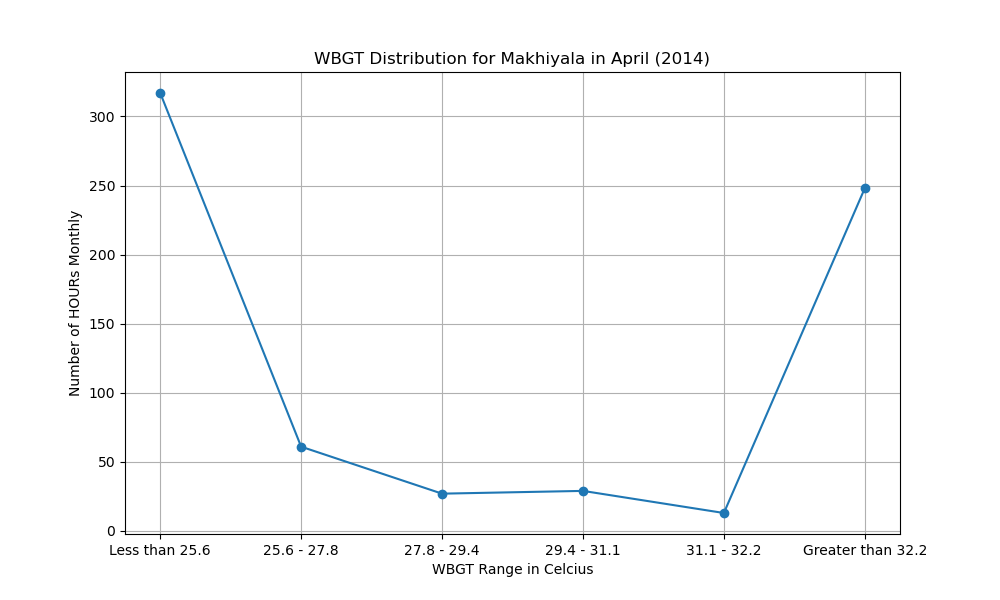 WBGT Distribution for Makhiyala in April (2014)
Number of HOURs Monthly
300
250
200
150
100
50
0
Less than 25.6 25.6 - 27.8 27.8 - 29.4 29.4 - 31.1 31.1 - 32.2 Greater than 32.2
WBGT Range in Celcius